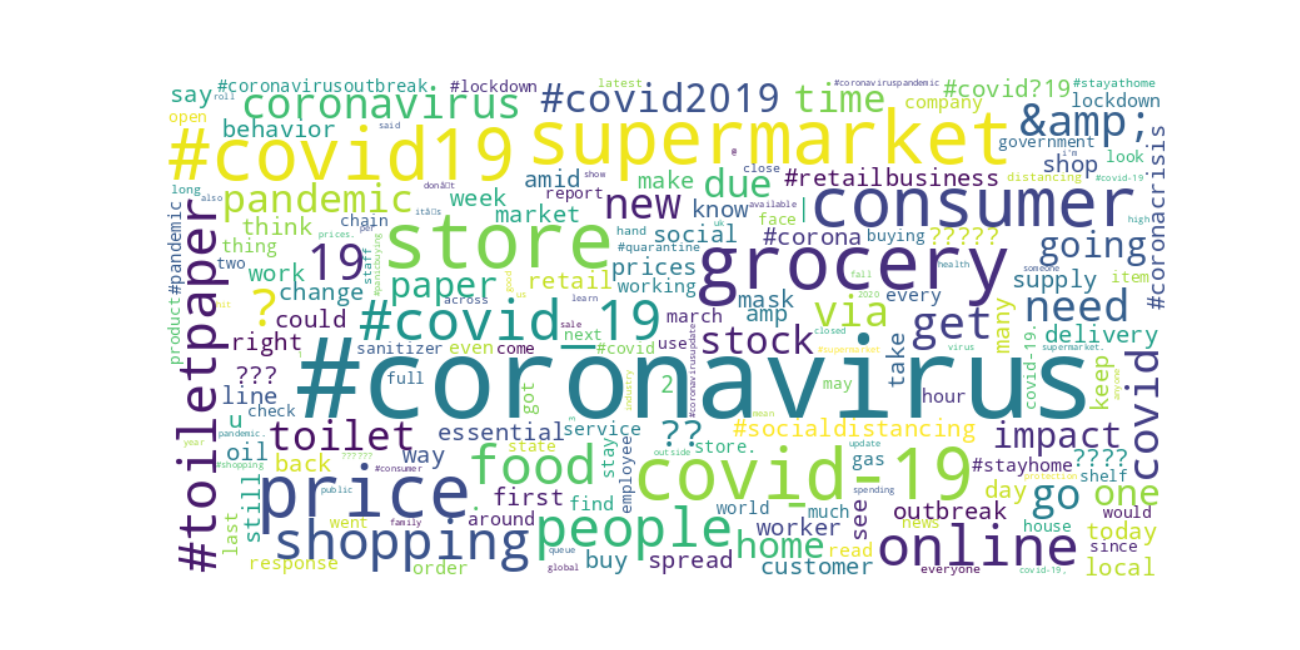 say
roll
#coronavirusoutbreak
#lockdown
latest
#coronaviruspandemic
#covid?19
#stayathome
open
coronavirus
#covid2019
time
company
lockdown
behavior
said
&amp;
government
#covid19
supermarket
@
i'm
shop
look
#coronacrisis
long
also
donâ
amid
make
close
due
#retailbusiness
distancing
#covid-19
pandemic
week
report
show
new
know
available
consumer
high
#pandemic
#toiletpaper
think
chain
itâ
market
hand
uk
social
face
|
#corona
buying
?????
going
thing
per
prices.
store
#quarantine
grocery
two
work
19
staff
#panicbuying
paper
across
good
us
retail
learn
prices
working
fall
health
someone
supply
item
product
hit
?
change
#covid_19
sale
mask
amp
march
via
2020
every
need
many
right
could
sanitizer
even
come
next
#covid
use
stock
get
closed
delivery
!
#coronavirusupdate
#supermarket
take
virus
supermarket.
???
#coronavirus
full
got
industry
2
may
hour
covid-19.
keep
anyone
covid
line
check
u
pandemic.
toilet
essential
service
3
mean
??
#socialdistancing
impact
year
oil
way
state
stay
employee
outside
store.
update
gas
#stayhome
????
#shopping
back
??????
#consumer
food
covid-19
spending
protection
shelf
still
price
public
first
find
world
-
much
see
day
go
one
last
went
family
.
around
people
worker
outbreak
news
house
would
today
shopping
queue
home
read
online
since
response
order
global
buy
spread
customer
everyone
covid-19,
local